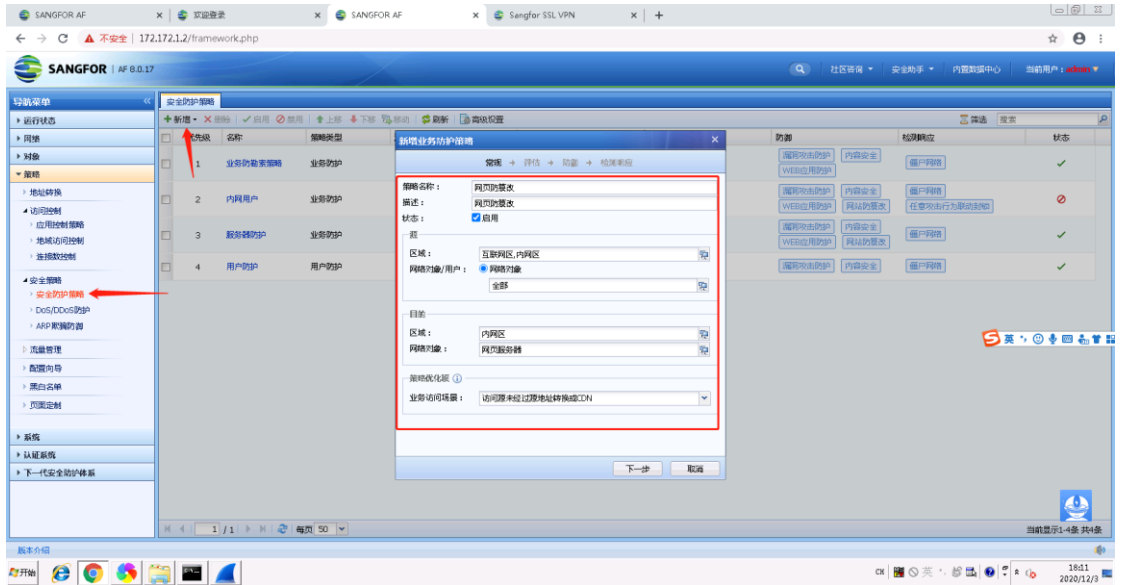 SANGFOR AF
欢迎登录
SANGFOR AF
Sangfor SSL VPN
不安全 | 172.172.1.2/framework.php
SANGFOR | AF 8.0.17
社区咨询
安全助手
内置数据中心
当前用户：admin
导航菜单
安全防护策略
运行状态
网络
对象
策略
地址转换
访问控制
应用控制策略
地域访问控制
连接数控制
安全策略
安全防护策略
DoS/DDoS防护
ARP欺骗防御
流量管理
配置向导
黑白名单
页面定制
系统
认证系统
下一代安全防护体系
新增 删除 启用 禁用 上移 下移 移动 刷新 高级设置
筛选 搜索
优先级 名称 策略类型 防御 检测响应 状态
1 业务防勒索策略 业务防护 漏洞攻击防护 内容安全 WEB应用防护 僵尸网络
2 内网用户 业务防护 漏洞攻击防护 内容安全 WEB应用防护 网站防篡改 僵尸网络 任意攻击行为联动封锁
3 服务器防护 业务防护 漏洞攻击防护 内容安全 WEB应用防护 网站防篡改 僵尸网络
4 用户防护 用户防护 漏洞攻击防护 内容安全 僵尸网络
新增业务防护策略
常规 → 评估 → 防御 → 检测响应
策略名称： 网页防篡改
描述： 网页防篡改
状态： 启用
源
区域： 互联网区,内网区
网络对象/用户： 网络对象
全部
目的
区域： 内网区
网络对象： 网页服务器
策略优化项
业务访问场景： 访问源未经过源地址转换或CDN
下一步 取消
英
1 / 1 每页 50
当前显示1-4条 共4条
版本介绍
开始
CH
英
18:11
2020/12/3